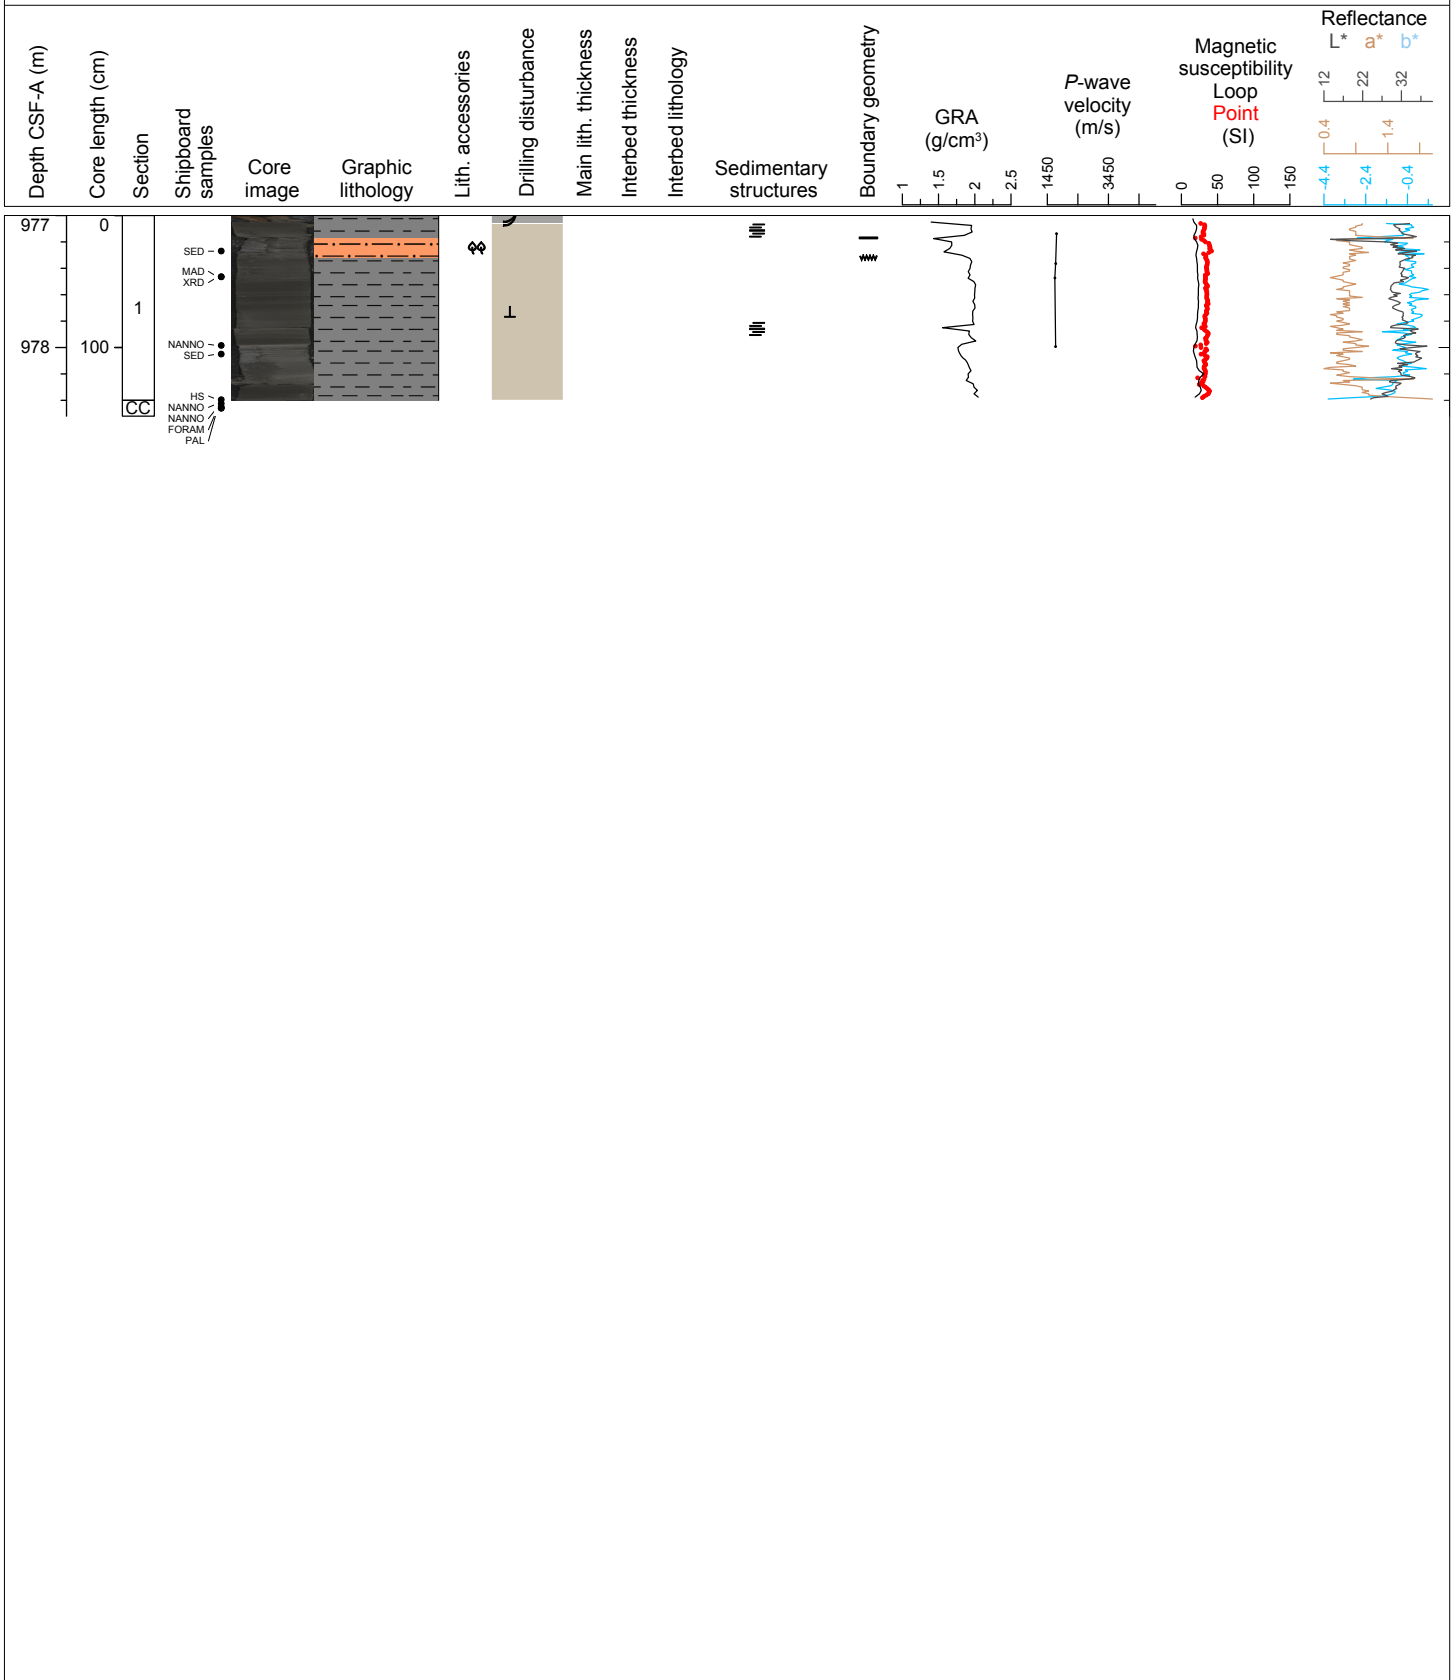 Depth CSF-A (m)
Core length (cm)
Section
Shipboard
samples
Core
image
Graphic
lithology
Lith. accessories
Drilling disturbance
Main lith. thickness
Interbed thickness
Interbed lithology
Sedimentary
structures
Boundary geometry
GRA
(g/cm³)
1
1.5
2
2.5
P-wave
velocity
(m/s)
1450
3450
Magnetic
susceptibility
Loop
Point
(SI)
0
50
100
150
Reflectance
L* a* b*
12
22
32
0.4
1.4
-4.4
-2.4
-0.4
977
978
0
100
1
CC
SED
MAD
XRD
NANNO
SED
HS
NANNO
NANNO
FORAM
PAL